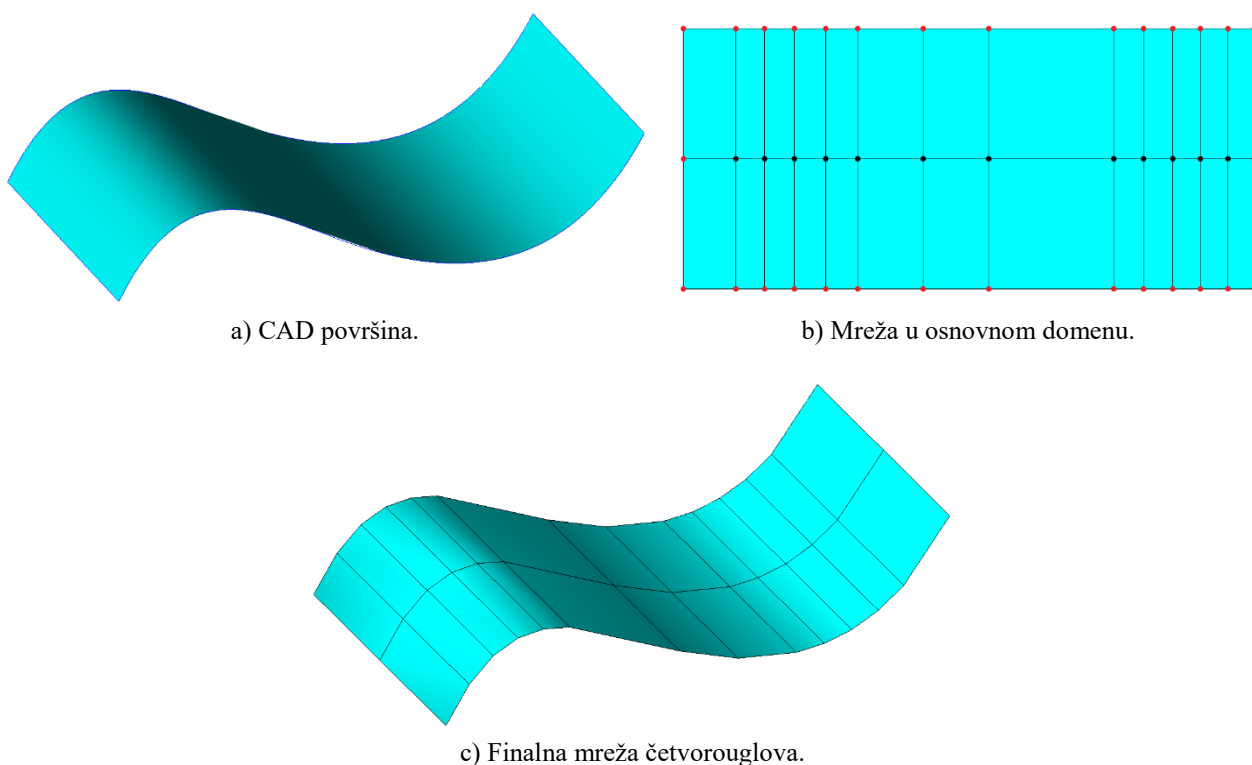 a) CAD površina.
b) Mreža u osnovnom domenu.
c) Finalna mreža četvorouglova.